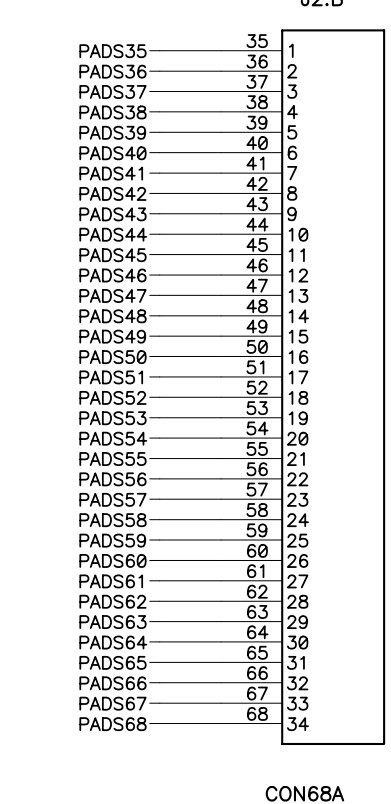 J2.B
35
PADS35 1
36
PADS36 2
37
PADS37 3
38
PADS38 4
39
PADS39 5
40
PADS40 6
41
PADS41 7
42
PADS42 8
43
PADS43 9
44
PADS44 10
45
PADS45 11
46
PADS46 12
47
PADS47 13
48
PADS48 14
49
PADS49 15
50
PADS50 16
51
PADS51 17
52
PADS52 18
53
PADS53 19
54
PADS54 20
55
PADS55 21
56
PADS56 22
57
PADS57 23
58
PADS58 24
59
PADS59 25
60
PADS60 26
61
PADS61 27
62
PADS62 28
63
PADS63 29
64
PADS64 30
65
PADS65 31
66
PADS66 32
67
PADS67 33
68
PADS68 34
CON68A